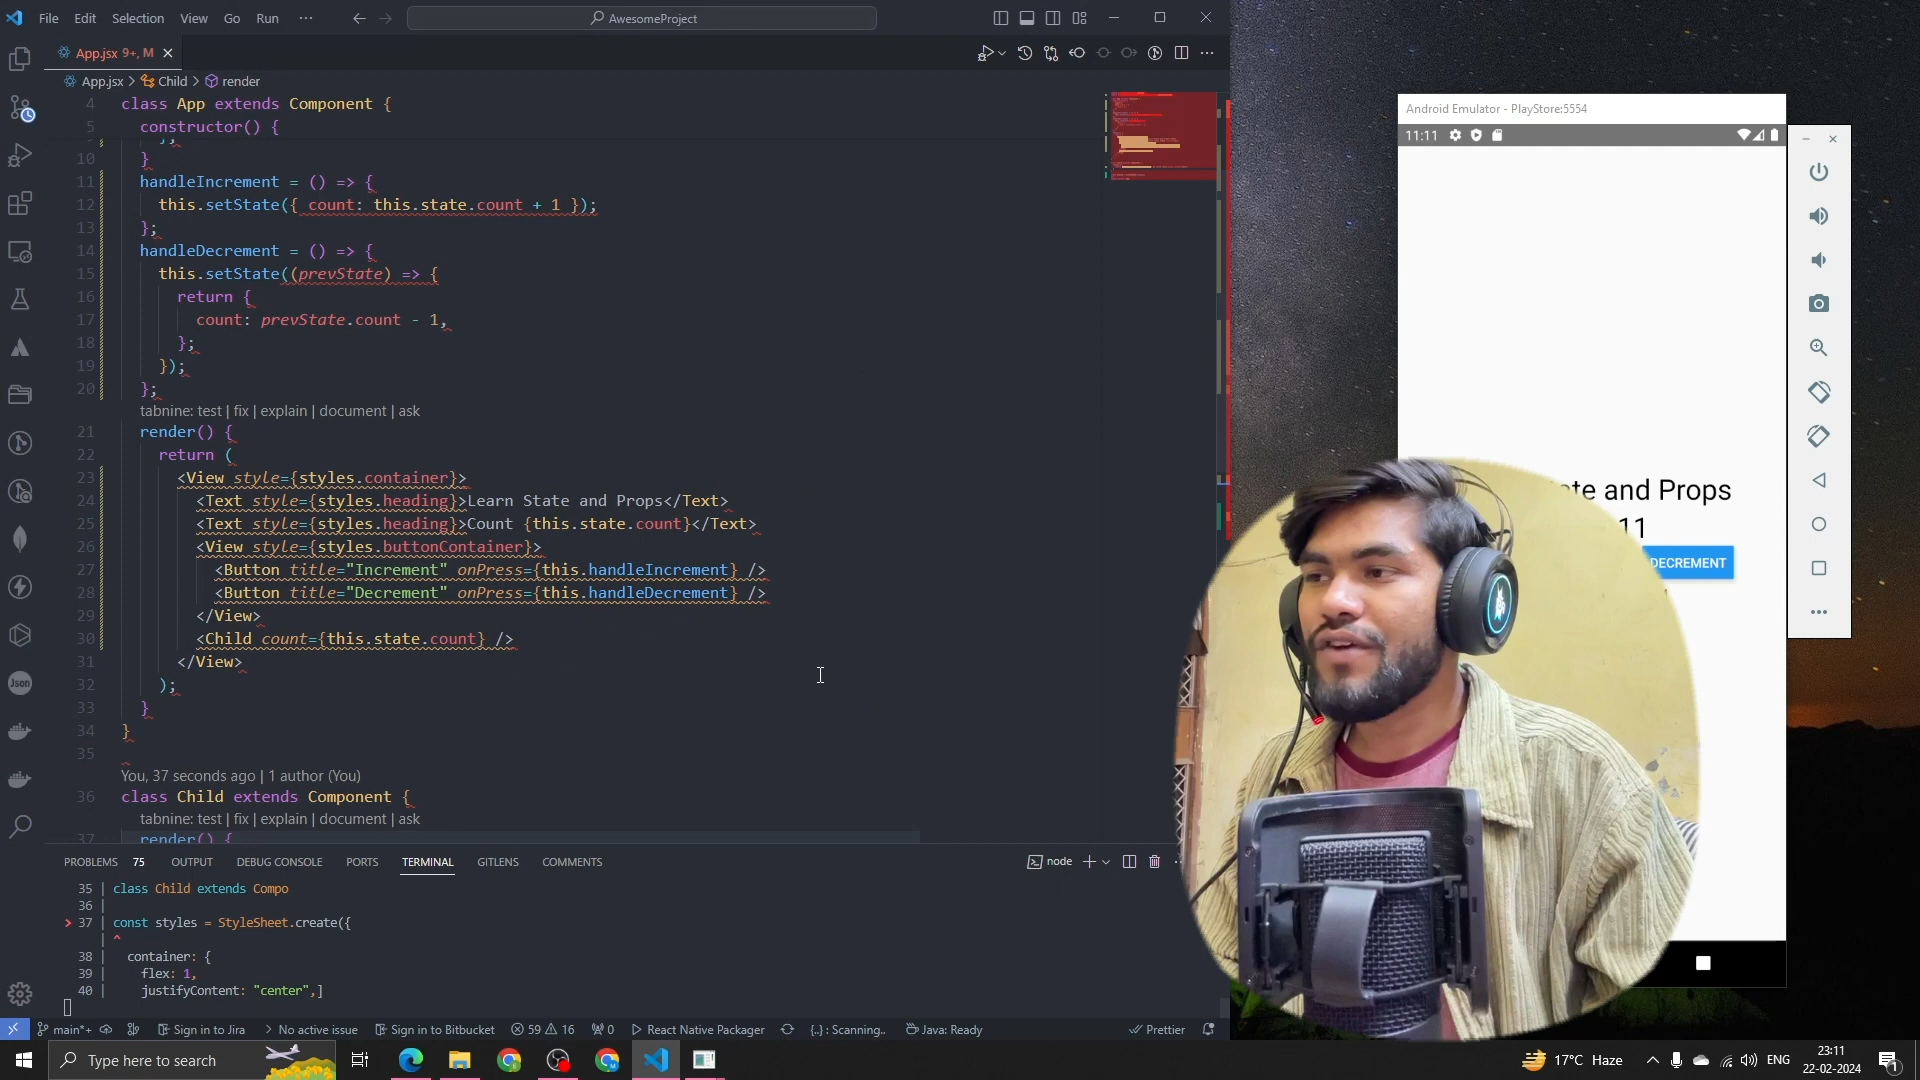 File Edit Selection View Go Run ···
AwesomeProject
App.jsx 9+, M
App.jsx > Child > render
4 class App extends Component {
5 constructor() {
10 }
11 handleIncrement = () => {
12 this.setState({ count: this.state.count + 1 });
13 };
14 handleDecrement = () => {
15 this.setState((prevState) => {
16 return {
17 count: prevState.count - 1,
18 };
19 });
20 };
tabnine: test | fix | explain | document | ask
21 render() {
22 return (
23 <View style={styles.container}>
24 <Text style={styles.heading}>Learn State and Props</Text>
25 <Text style={styles.heading}>Count {this.state.count}</Text>
26 <View style={styles.buttonContainer}>
27 <Button title="Increment" onPress={this.handleIncrement} />
28 <Button title="Decrement" onPress={this.handleDecrement} />
29 </View>
30 <Child count={this.state.count} />
31 </View>
32 );
33 }
34 }
35
You, 37 seconds ago | 1 author (You)
36 class Child extends Component {
tabnine: test | fix | explain | document | ask
37 render() {
PROBLEMS 75 OUTPUT DEBUG CONSOLE PORTS TERMINAL GITLENS COMMENTS
node
35 | class Child extends Compo
36 |
> 37 | const styles = StyleSheet.create({
| ^
38 | container: {
39 | flex: 1,
40 | justifyContent: "center",]
main*+ Sign in to Jira > No active issue Sign in to Bitbucket 59 16 0 React Native Packager {..} : Scanning.. Java: Ready Prettier
Android Emulator - PlayStore:5554
11:11
te and Props
11
DECREMENT
Json
Type here to search
17°C Haze
ENG
23:11
22-02-2024
1